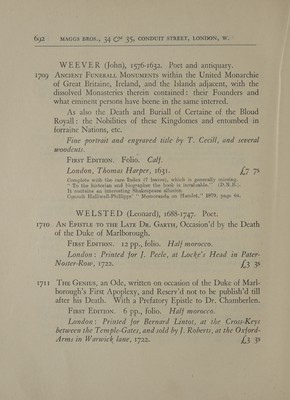 692 MAGGS BROS., 34 & 35, CONDUIT STREET, LONDON, W.
WEEVER (John), 1576-1632. Poet and antiquary.
1709 Ancient Funerall Monuments within the United Monarchie
of Great Britaine, Ireland, and the Islands adjacent, with the
dissolved Monasteries therein contained: their Founders and
what eminent persons have beene in the same interred.
As also the Death and Buriall of Certaine of the Bloud
Royall: the Nobilities of these Kingdomes and entombed in
forraine Nations, etc.
Fine portrait and engraved title by T. Cecill, and several
woodcuts.
First Edition. Folio. Calf.
London, Thomas Harper, 1631. £7 7s
Complete with the rare Index (7 leaves), which is generally missing.
"To the historian and biographer the book is invaluable." (D.N.B.).
It contains an interesting Shakespeare allusion
Consult Halliwell-Phillipps' "Memoranda on Hamlet," 1879, page 64.
WELSTED (Leonard), 1688-1747. Poet.
1710 An Epistle to the Late Dr. Garth, Occasion'd by the Death
of the Duke of Marlborough.
First Edition. 12 pp., folio. Half morocco.
London: Printed for J. Peele, at Locke's Head in Pater-
Noster-Row, 1722. £3 3s
1711 The Genius, an Ode, written on occasion of the Duke of Marl-
borough's First Apoplexy, and Reserv'd not to be publish'd till
after his Death. With a Prefatory Epistle to Dr. Chamberlen.
First Edition. 6 pp., folio. Half morocco.
London: Printed for Bernard Lintot, at the Cross-Keys
between the Temple-Gates, and sold by J. Roberts, at the Oxford-
Arms in Warwick lane, 1722. £3 3s